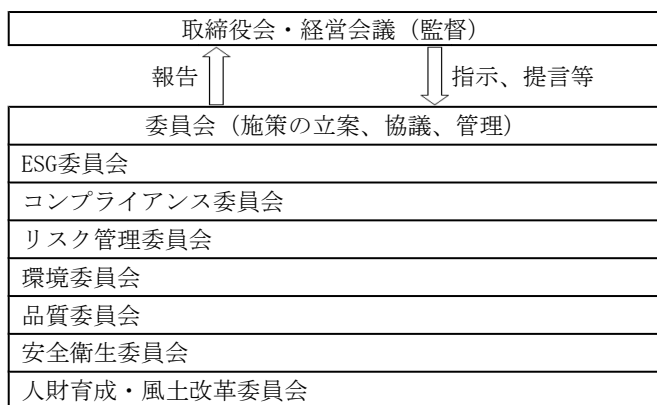 取締役会・経営会議（監督）
報告
指示、提言等
委員会（施策の立案、協議、管理）
ESG委員会
コンプライアンス委員会
リスク管理委員会
環境委員会
品質委員会
安全衛生委員会
人財育成・風土改革委員会